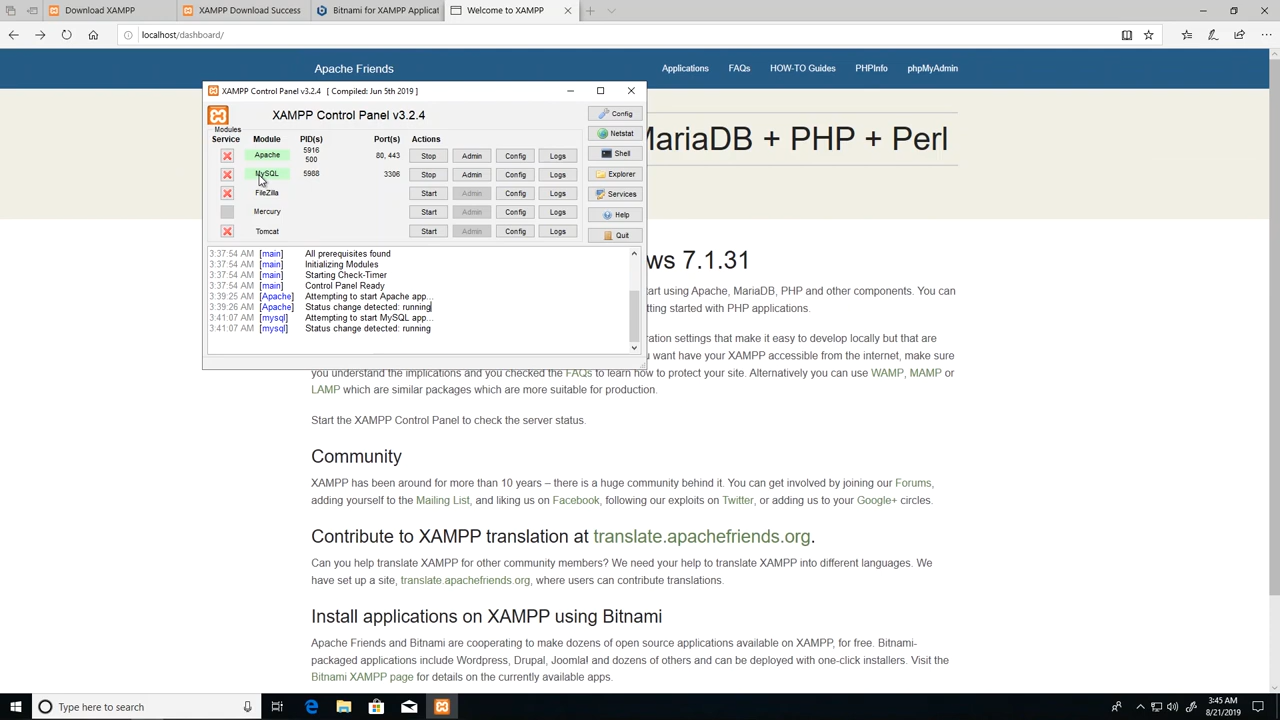 Download XAMPP
XAMPP Download Success
Bitnami for XAMPP Applicat
Welcome to XAMPP
localhost/dashboard/
Apache Friends
Applications
FAQs
HOW-TO Guides
PHPInfo
phpMyAdmin
XAMPP Control Panel v3.2.4 [ Compiled: Jun 5th 2019 ]
XAMPP Control Panel v3.2.4
Config
Modules
Service Module PID(s) Port(s) Actions
Netstat
Apache 5916 500 80, 443 Stop Admin Config Logs
Shell
MySQL 5988 3306 Stop Admin Config Logs
Explorer
FileZilla Start Admin Config Logs
Services
Mercury Start Admin Config Logs
Help
Tomcat Start Admin Config Logs
Quit
3:37:54 AM [main] All prerequisites found
3:37:54 AM [main] Initializing Modules
3:37:54 AM [main] Starting Check-Timer
3:37:54 AM [main] Control Panel Ready
3:39:25 AM [Apache] Attempting to start Apache app...
3:39:26 AM [Apache] Status change detected: running
3:41:07 AM [mysql] Attempting to start MySQL app...
3:41:07 AM [mysql] Status change detected: running
MariaDB + PHP + Perl
ws 7.1.31
start using Apache, MariaDB, PHP and other components. You can
tting started with PHP applications.
ration settings that make it easy to develop locally but that are
want have your XAMPP accessible from the internet, make sure
you understand the implications and you checked the FAQs to learn how to protect your site. Alternatively you can use WAMP, MAMP or
LAMP which are similar packages which are more suitable for production.
Start the XAMPP Control Panel to check the server status.
Community
XAMPP has been around for more than 10 years – there is a huge community behind it. You can get involved by joining our Forums,
adding yourself to the Mailing List, and liking us on Facebook, following our exploits on Twitter, or adding us to your Google+ circles.
Contribute to XAMPP translation at translate.apachefriends.org.
Can you help translate XAMPP for other community members? We need your help to translate XAMPP into different languages. We
have set up a site, translate.apachefriends.org, where users can contribute translations.
Install applications on XAMPP using Bitnami
Apache Friends and Bitnami are cooperating to make dozens of open source applications available on XAMPP, for free. Bitnami-
packaged applications include Wordpress, Drupal, Joomla! and dozens of others and can be deployed with one-click installers. Visit the
Bitnami XAMPP page for details on the currently available apps.
Type here to search
3:45 AM
8/21/2019